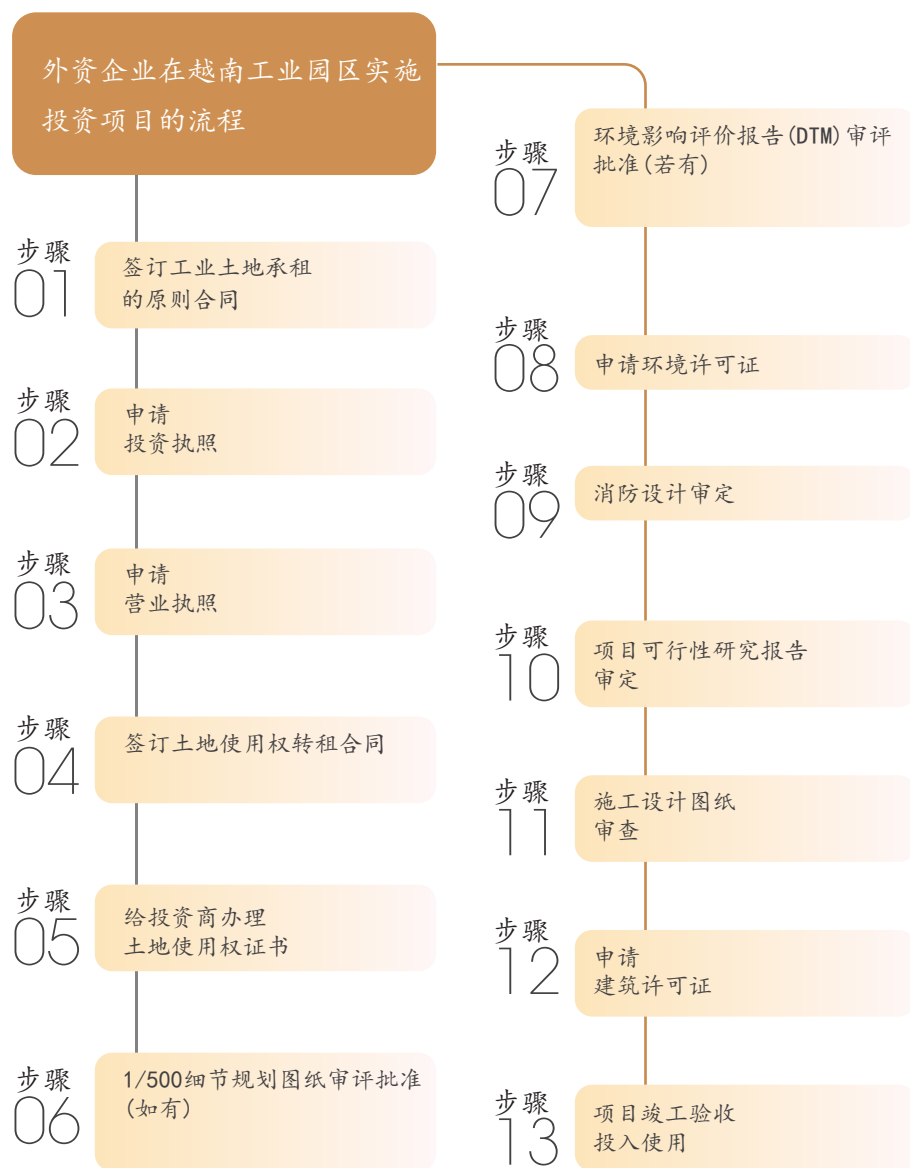 外资企业在越南工业园区实施
投资项目的流程
步骤
01
签订工业土地承租
的原则合同
步骤
02
申请
投资执照
步骤
03
申请
营业执照
步骤
04
签订土地使用权转租合同
步骤
05
给投资商办理
土地使用权证书
步骤
06
1/500细节规划图纸审评批准
(如有)
步骤
07
环境影响评价报告(DTM)审评
批准(若有)
步骤
08
申请环境许可证
步骤
09
消防设计审定
步骤
10
项目可行性研究报告
审定
步骤
11
施工设计图纸
审查
步骤
12
申请
建筑许可证
步骤
13
项目竣工验收
投入使用